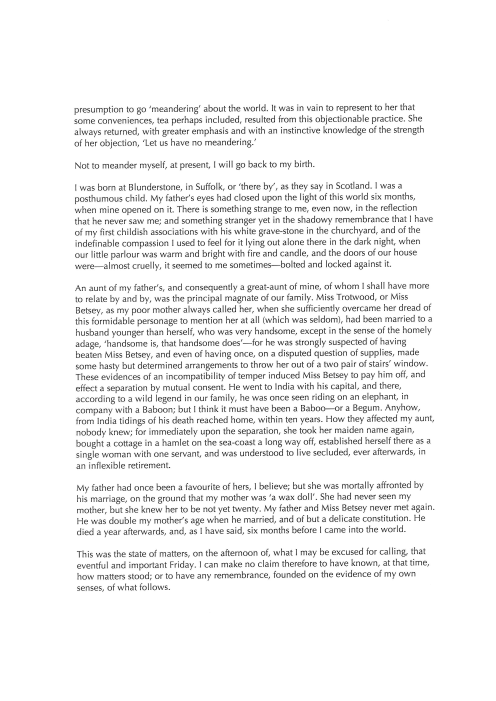 presumption to go ‘meandering’ about the world. It was in vain to represent to her that
some conveniences, tea perhaps included, resulted from this objectionable practice. She
always returned, with greater emphasis and with an instinctive knowledge of the strength
of her objection, ‘Let us have no meandering.’
Not to meander myself, at present, I will go back to my birth.
I was born at Blunderstone, in Suffolk, or ‘there by’, as they say in Scotland. I was a
posthumous child. My father’s eyes had closed upon the light of this world six months,
when mine opened on it. There is something strange to me, even now, in the reflection
that he never saw me; and something stranger yet in the shadowy remembrance that I have
of my first childish associations with his white grave-stone in the churchyard, and of the
indefinable compassion I used to feel for it lying out alone there in the dark night, when
our little parlour was warm and bright with fire and candle, and the doors of our house
were—almost cruelly, it seemed to me sometimes—bolted and locked against it.
An aunt of my father’s, and consequently a great-aunt of mine, of whom I shall have more
to relate by and by, was the principal magnate of our family. Miss Trotwood, or Miss
Betsey, as my poor mother always called her, when she sufficiently overcame her dread of
this formidable personage to mention her at all (which was seldom), had been married to a
husband younger than herself, who was very handsome, except in the sense of the homely
adage, ‘handsome is, that handsome does’—for he was strongly suspected of having
beaten Miss Betsey, and even of having once, on a disputed question of supplies, made
some hasty but determined arrangements to throw her out of a two pair of stairs’ window.
These evidences of an incompatibility of temper induced Miss Betsey to pay him off, and
effect a separation by mutual consent. He went to India with his capital, and there,
according to a wild legend in our family, he was once seen riding on an elephant, in
company with a Baboon; but I think it must have been a Baboo—or a Begum. Anyhow,
from India tidings of his death reached home, within ten years. How they affected my aunt,
nobody knew; for immediately upon the separation, she took her maiden name again,
bought a cottage in a hamlet on the sea-coast a long way off, established herself there as a
single woman with one servant, and was understood to live secluded, ever afterwards, in
an inflexible retirement.
My father had once been a favourite of hers, I believe; but she was mortally affronted by
his marriage, on the ground that my mother was ‘a wax doll’. She had never seen my
mother, but she knew her to be not yet twenty. My father and Miss Betsey never met again.
He was double my mother’s age when he married, and of but a delicate constitution. He
died a year afterwards, and, as I have said, six months before I came into the world.
This was the state of matters, on the afternoon of, what I may be excused for calling, that
eventful and important Friday. I can make no claim therefore to have known, at that time,
how matters stood; or to have any remembrance, founded on the evidence of my own
senses, of what follows.